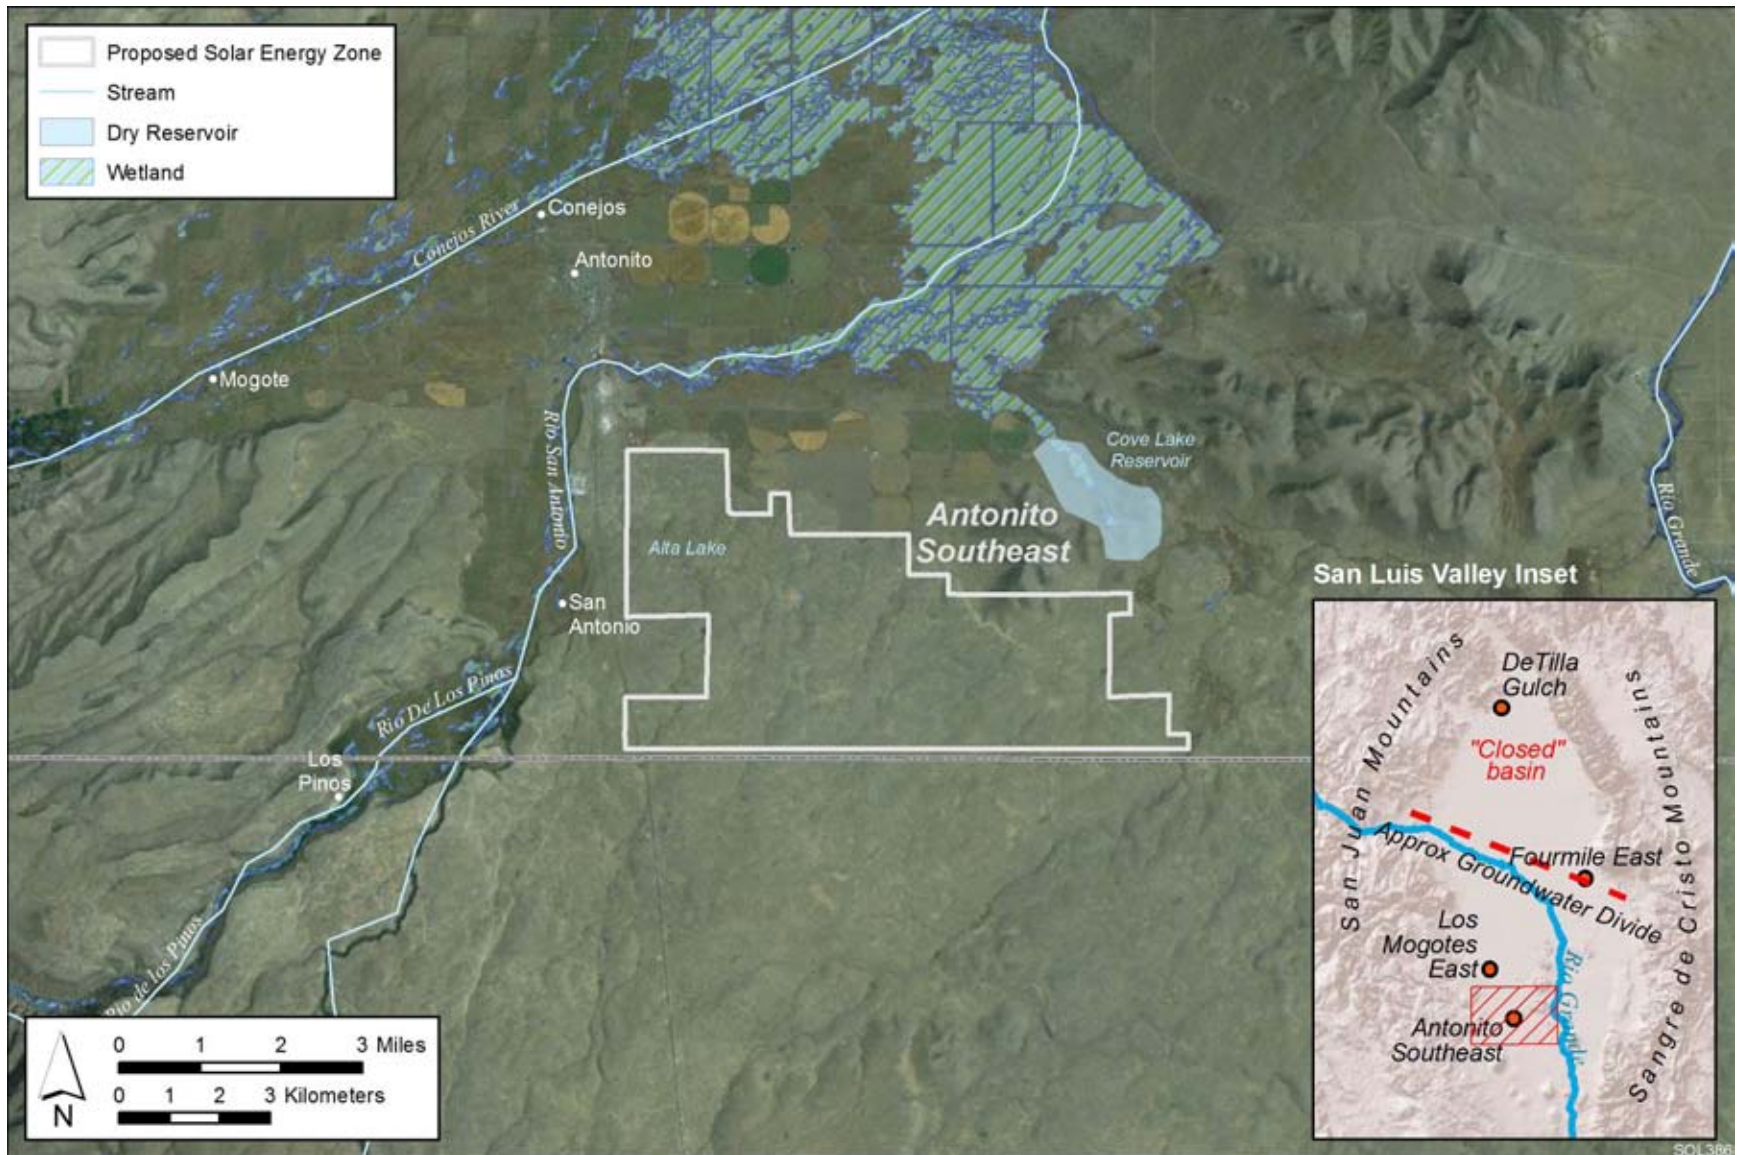 Proposed Solar Energy Zone
Stream
Dry Reservoir
Wetland
Conejos River
Conejos
Antonito
Mogote
Rio San Antonio
Cove Lake
Reservoir
Antonito
Southeast
Alta Lake
San
Antonio
Rio De Los Pinos
Los
Pinos
Rio de los Pinos
Rio Grande
San Luis Valley Inset
San Juan Mountains
DeTilla
Gulch
"Closed"
basin
Sangre de Cristo Mountains
Approx Groundwater Divide
Fourmile East
Los
Mogotes
East
Rio Grande
Antonito
Southeast
0 1 2 3 Miles
0 1 2 3 Kilometers
N
SOL386